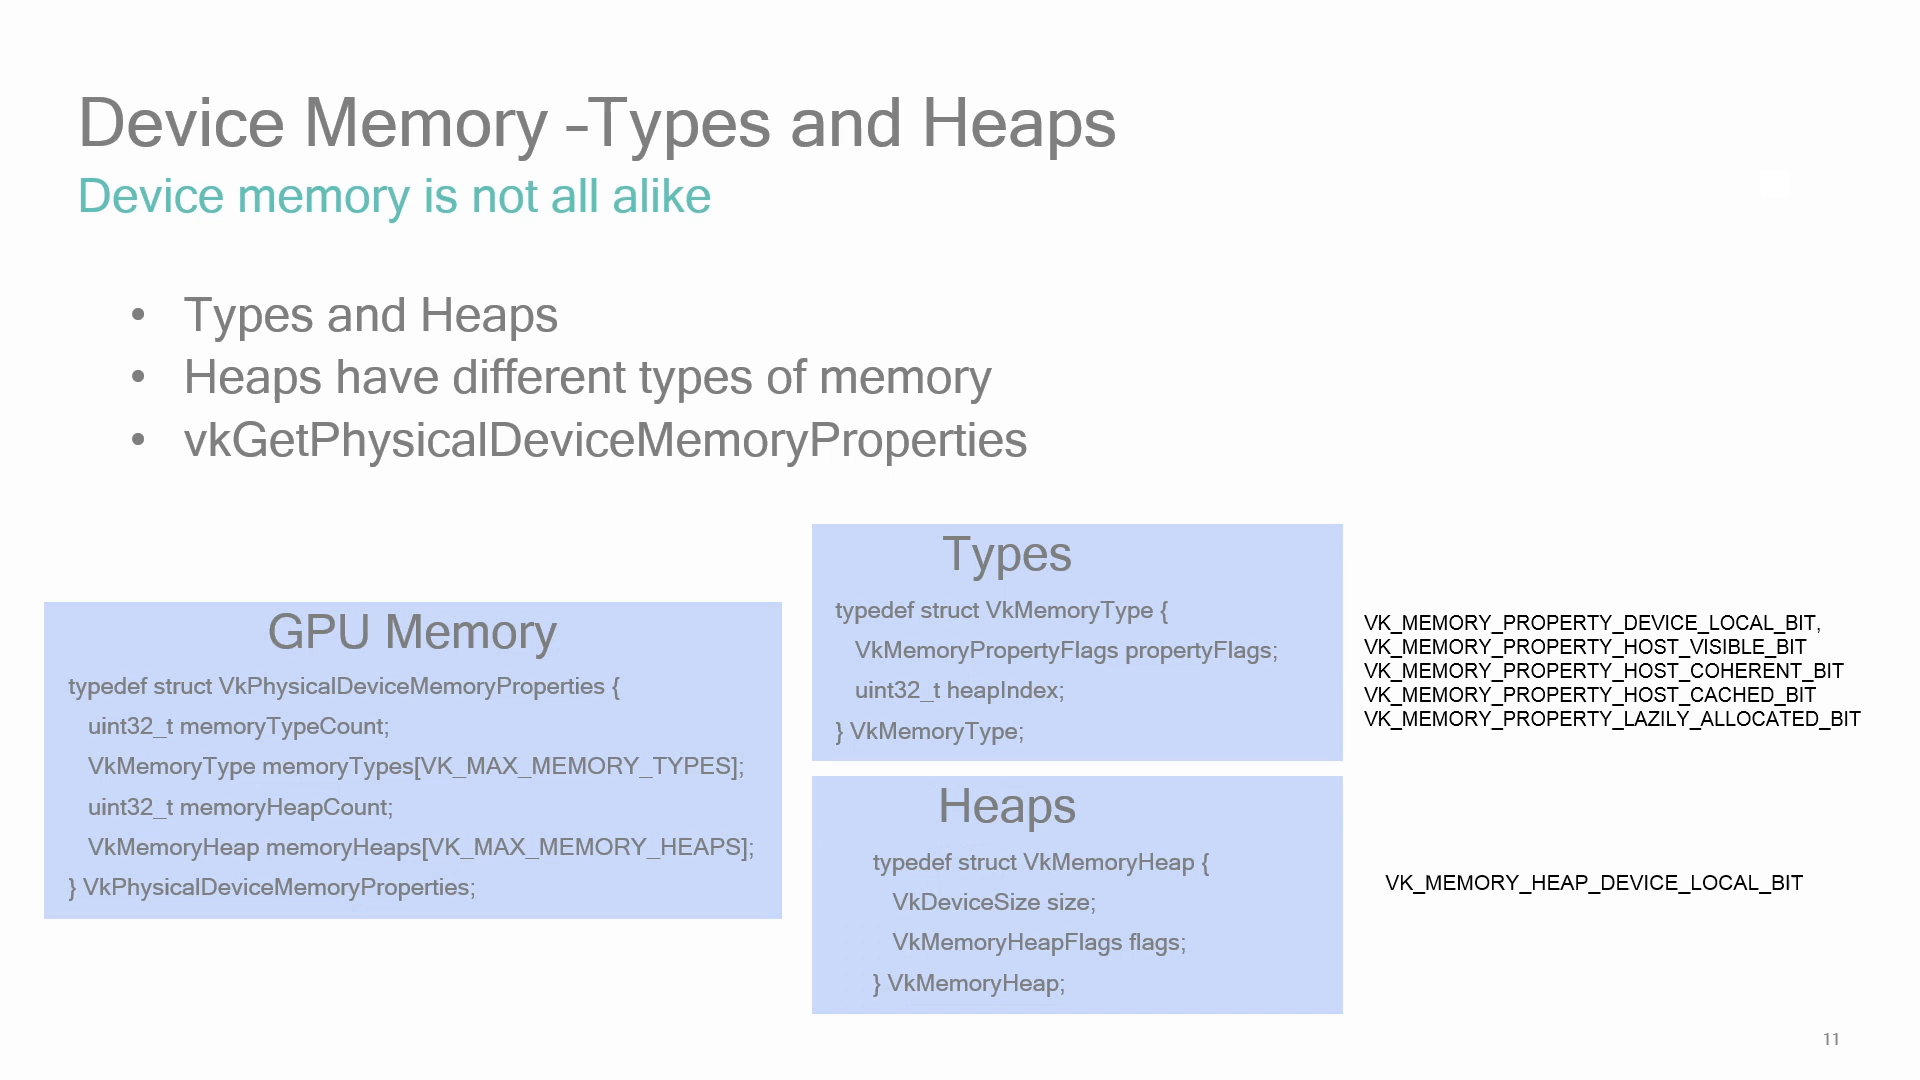 Device Memory –Types and Heaps
Device memory is not all alike
• Types and Heaps
• Heaps have different types of memory
• vkGetPhysicalDeviceMemoryProperties
GPU Memory
typedef struct VkPhysicalDeviceMemoryProperties {
uint32_t memoryTypeCount;
VkMemoryType memoryTypes[VK_MAX_MEMORY_TYPES];
uint32_t memoryHeapCount;
VkMemoryHeap memoryHeaps[VK_MAX_MEMORY_HEAPS];
} VkPhysicalDeviceMemoryProperties;
Types
typedef struct VkMemoryType {
VkMemoryPropertyFlags propertyFlags;
uint32_t heapIndex;
} VkMemoryType;
VK_MEMORY_PROPERTY_DEVICE_LOCAL_BIT,
VK_MEMORY_PROPERTY_HOST_VISIBLE_BIT
VK_MEMORY_PROPERTY_HOST_COHERENT_BIT
VK_MEMORY_PROPERTY_HOST_CACHED_BIT
VK_MEMORY_PROPERTY_LAZILY_ALLOCATED_BIT
Heaps
typedef struct VkMemoryHeap {
VkDeviceSize size;
VkMemoryHeapFlags flags;
} VkMemoryHeap;
VK_MEMORY_HEAP_DEVICE_LOCAL_BIT
11